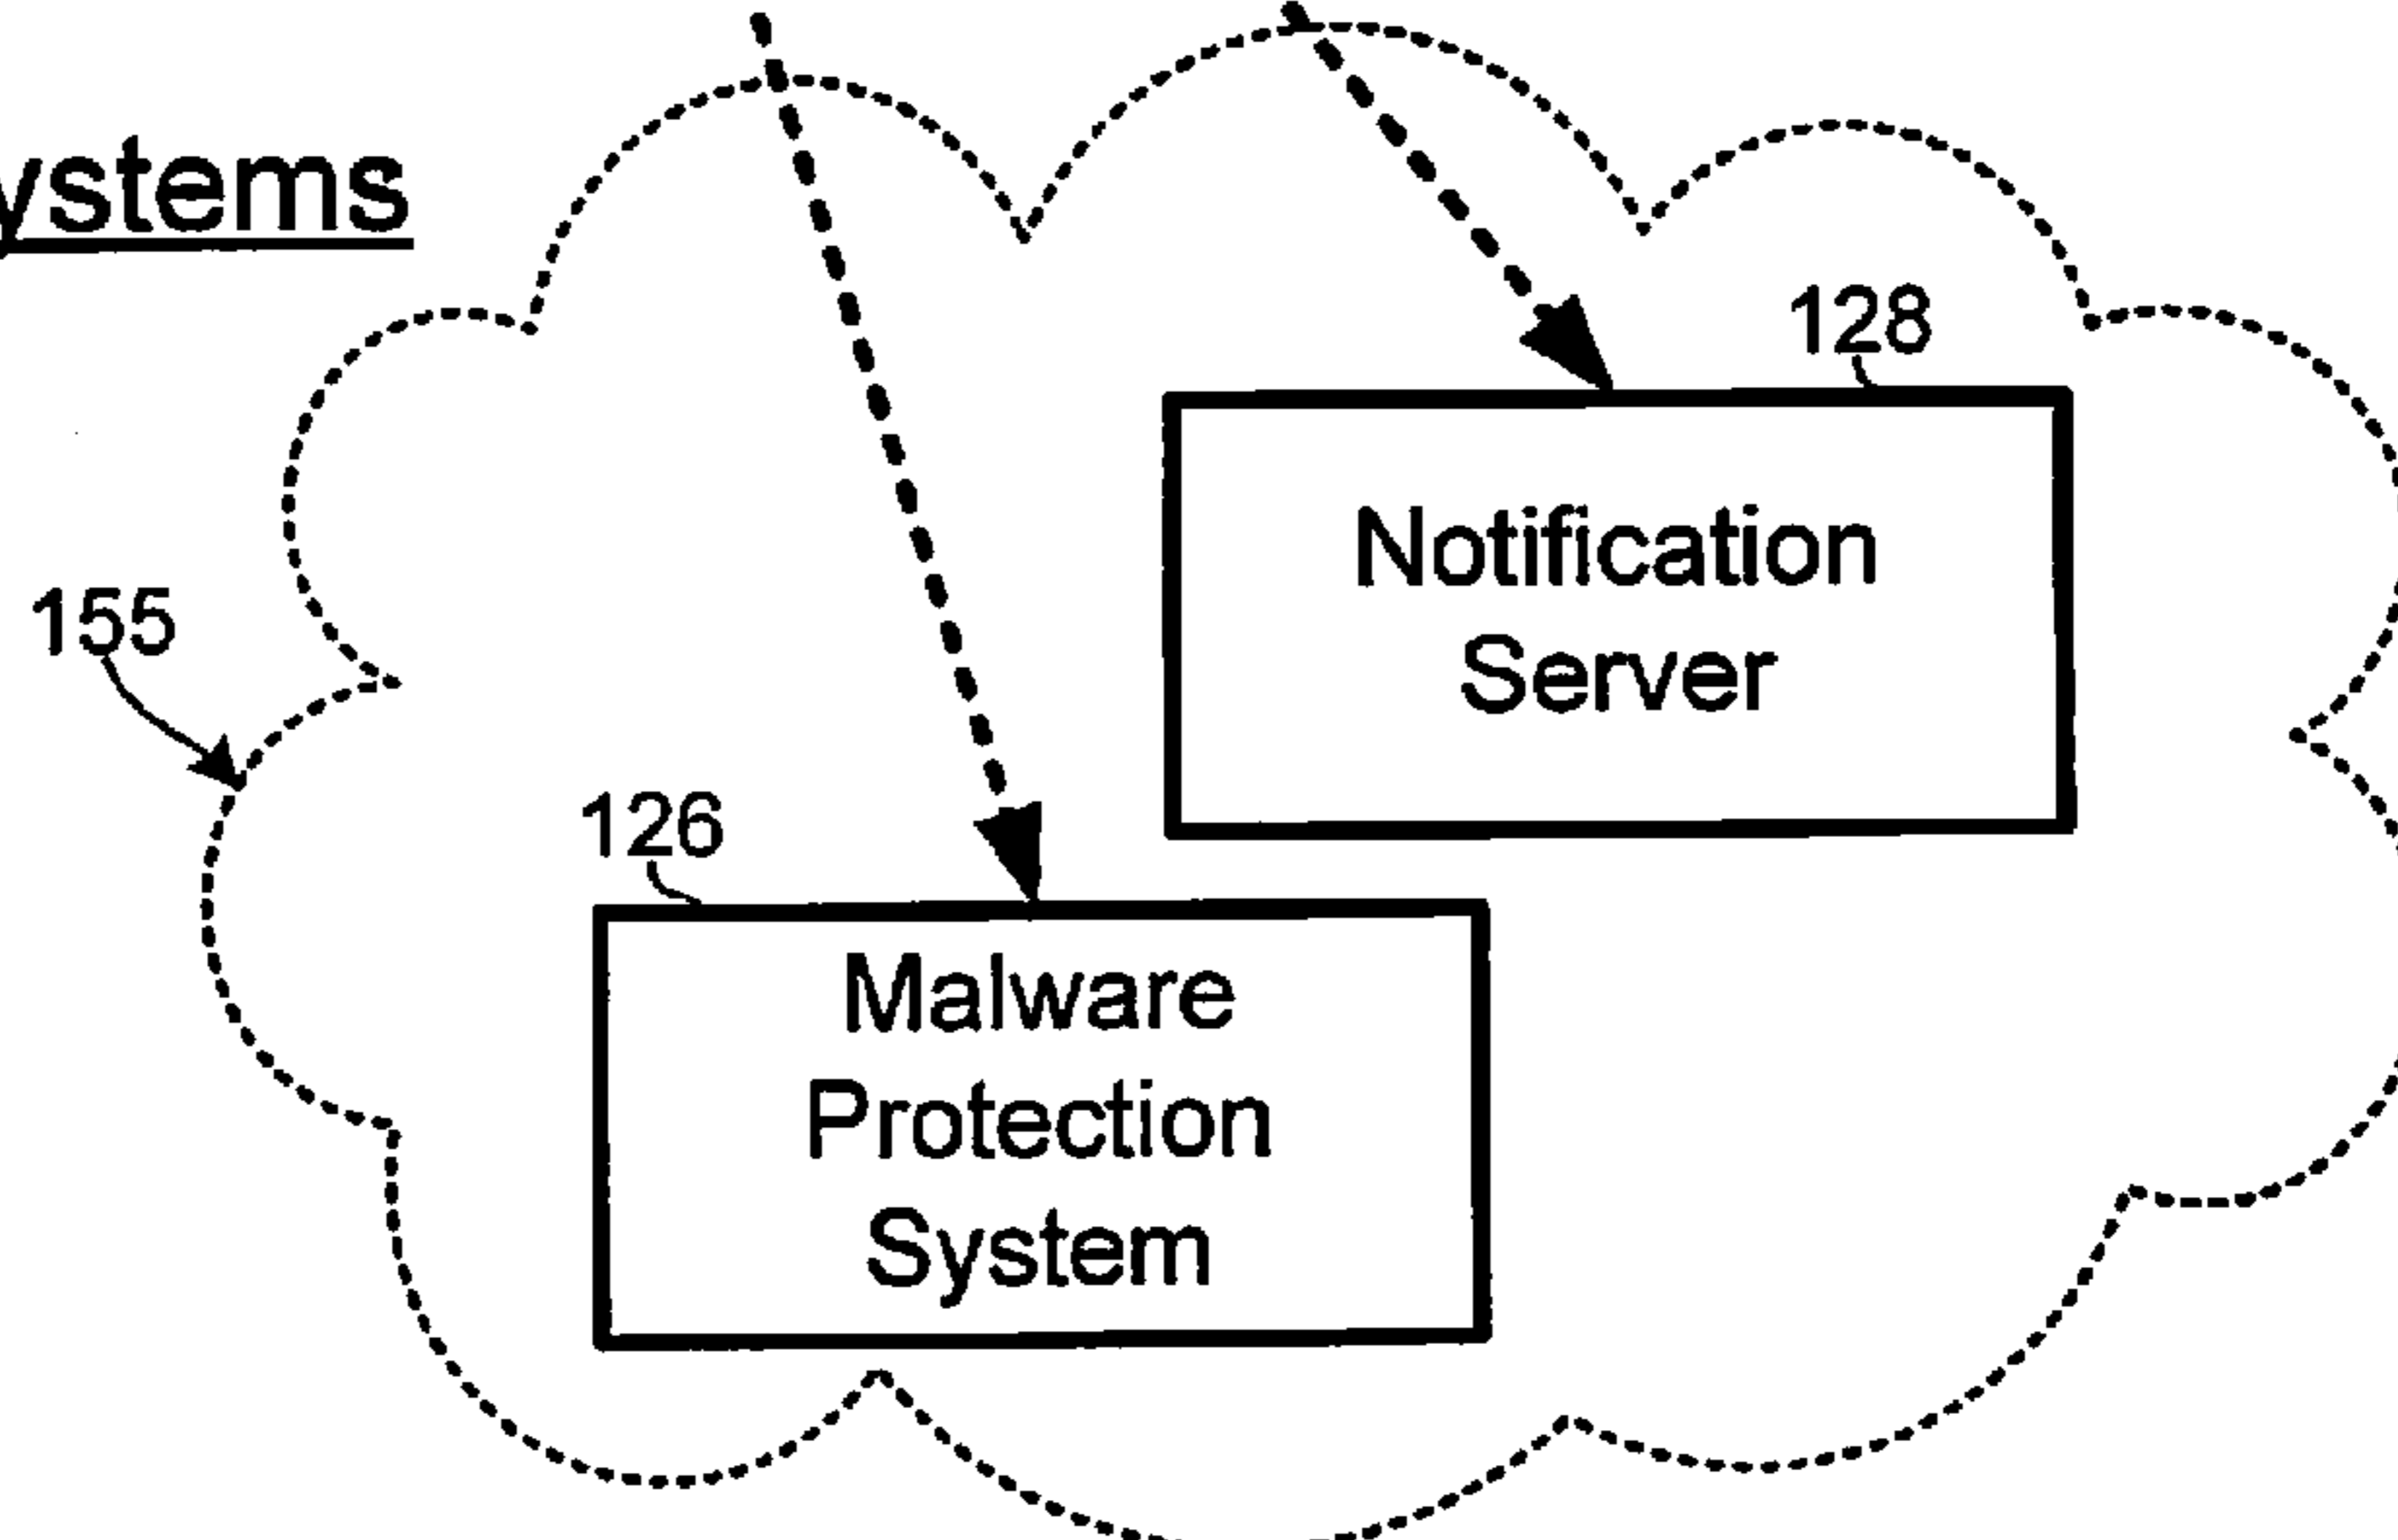 ystems
128
Notification
Server
155
126
Malware
Protection
System